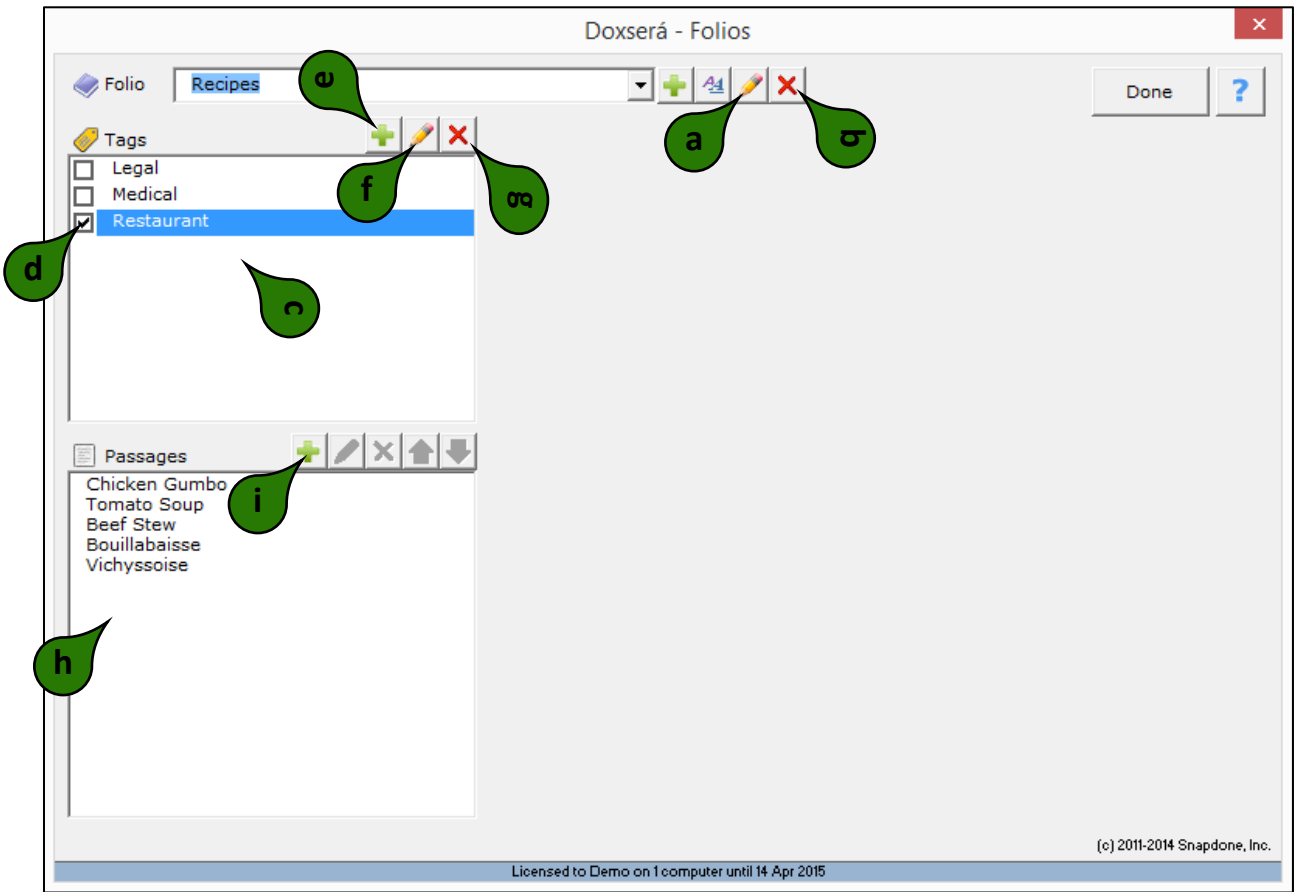 Doxserá - Folios
Folio
Recipes
e
Done
?
a
b
Tags
Legal
Medical
Restaurant
f
g
d
c
Passages
Chicken Gumbo
Tomato Soup
Beef Stew
Bouillabaisse
Vichyssoise
i
h
(c) 2011-2014 Snapdone, Inc.
Licensed to Demo on 1 computer until 14 Apr 2015